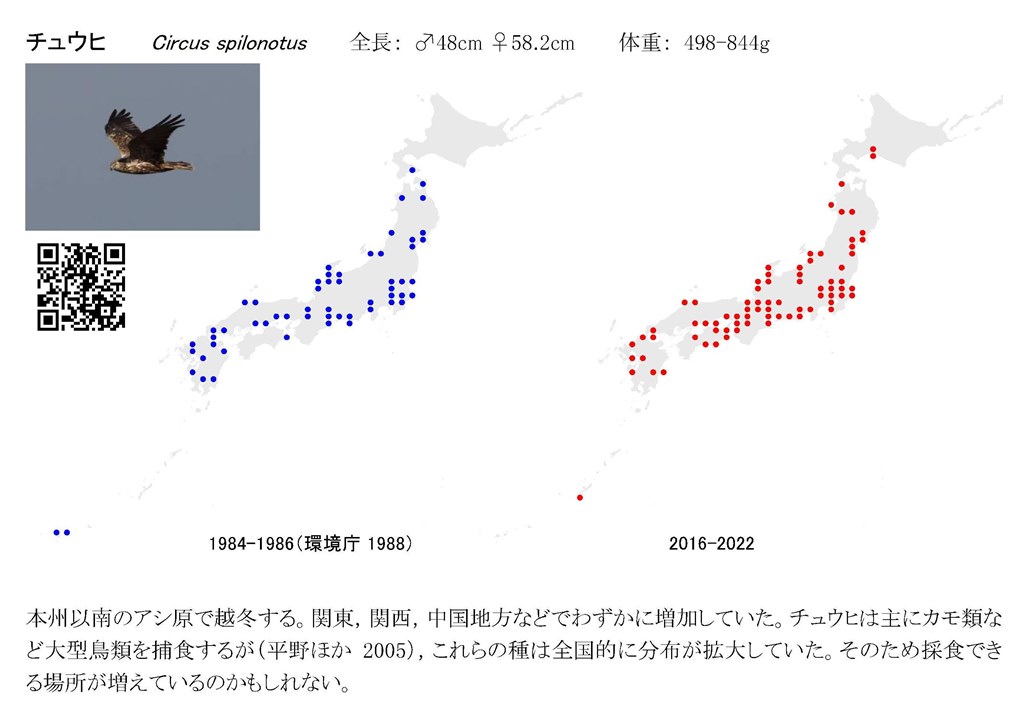 チュウヒ Circus spilonotus 全長： ♂48cm ♀58.2cm 体重： 498-844g
1984-1986（環境庁 1988） 2016-2022
本州以南のアシ原で越冬する。関東，関西，中国地方などでわずかに増加していた。チュウヒは主にカモ類な
ど大型鳥類を捕食するが（平野ほか 2005），これらの種は全国的に分布が拡大していた。そのため採食でき
る場所が増えているのかもしれない。